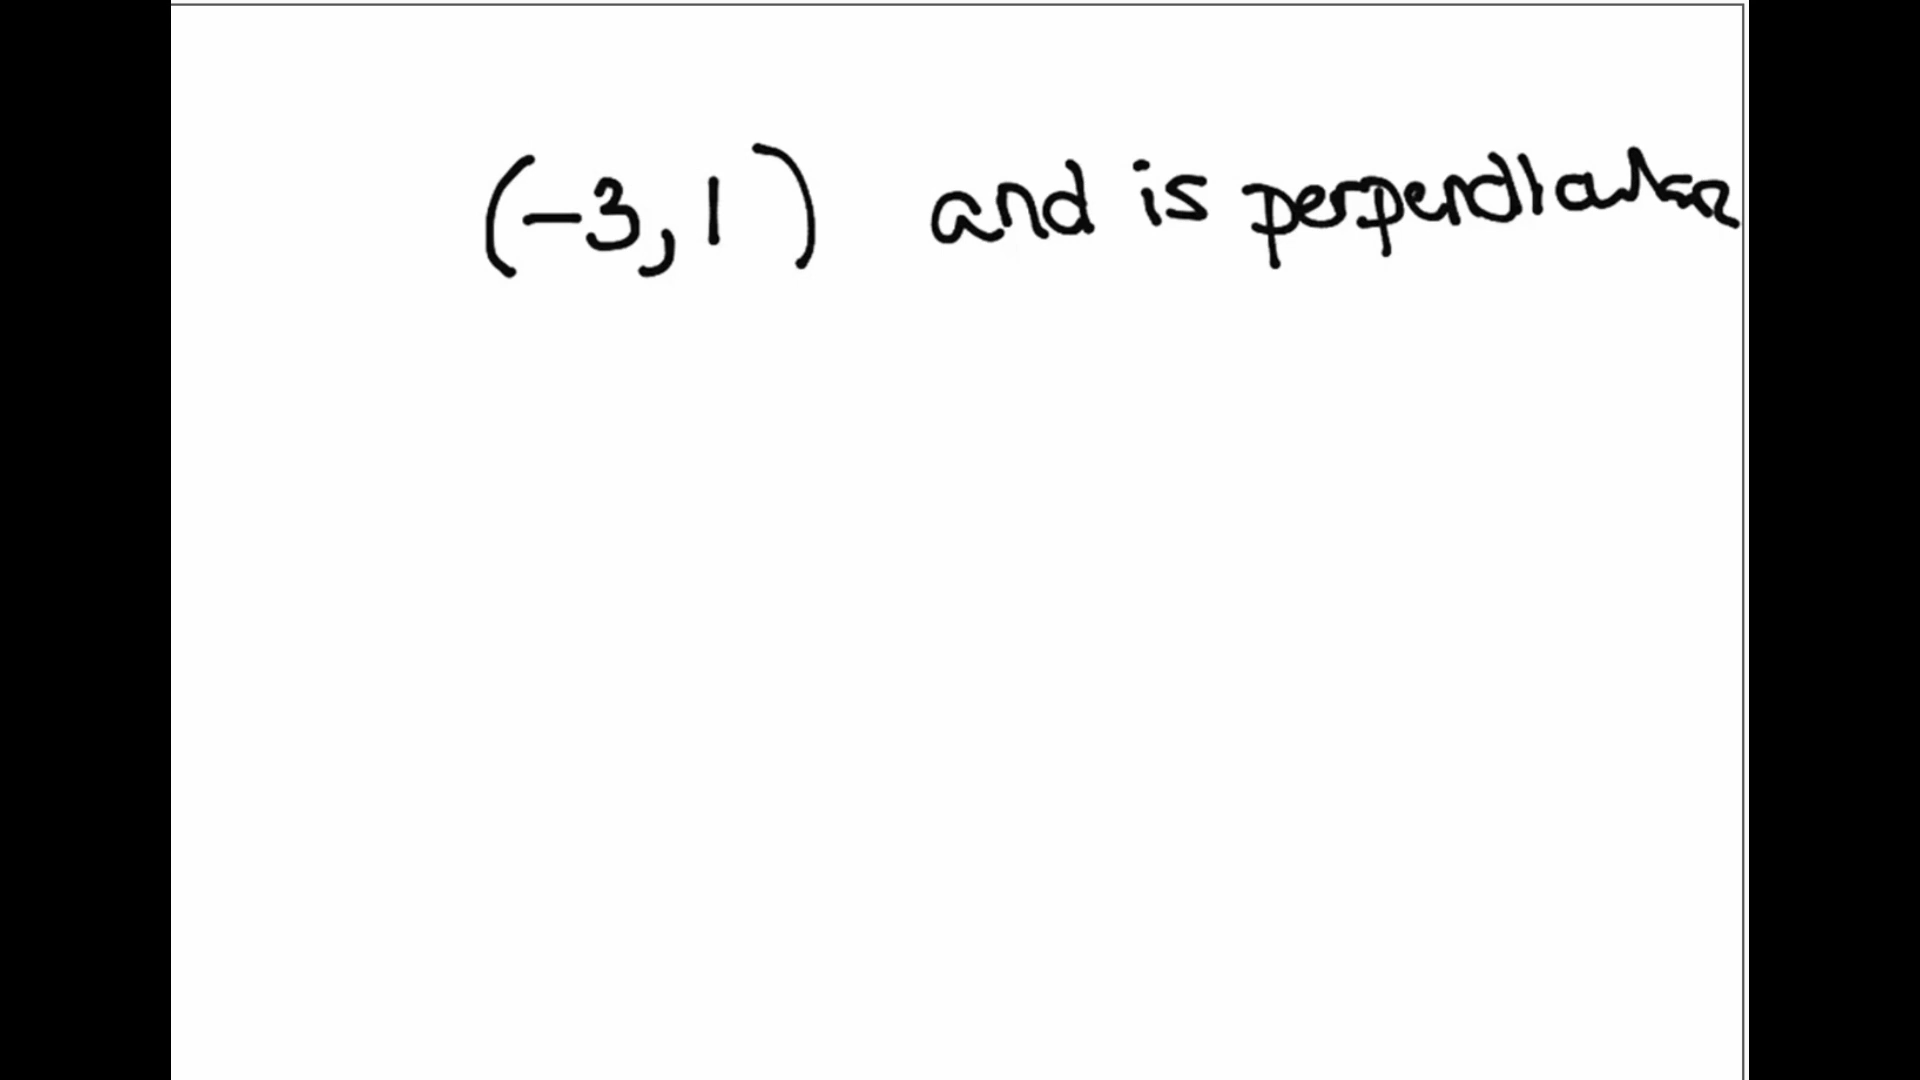 (-3, 1) and is perpendicular